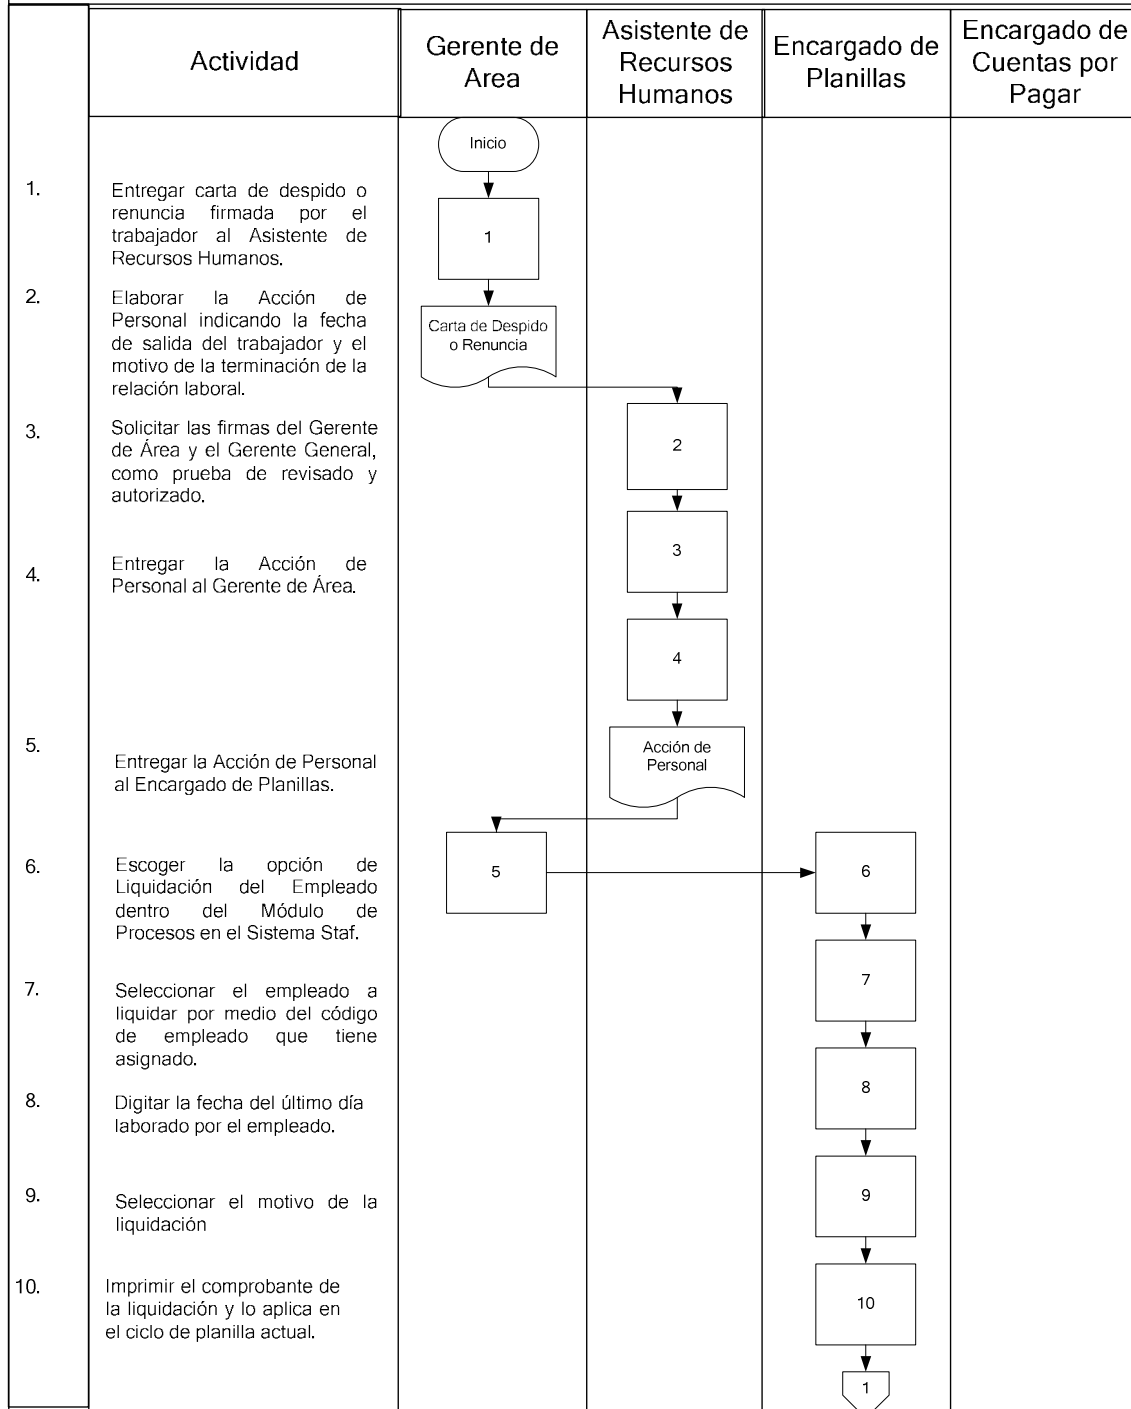 Actividad
Gerente de
Area
Asistente de
Recursos
Humanos
Encargado de
Planillas
Encargado de
Cuentas por
Pagar
Inicio
1.
Entregar carta de despido o
renuncia firmada por el
trabajador al Asistente de
Recursos Humanos.
1
2.
Elaborar la Acción de
Personal indicando la fecha
de salida del trabajador y el
motivo de la terminación de la
relación laboral.
Carta de Despido
o Renuncia
3.
Solicitar las firmas del Gerente
de Área y el Gerente General,
como prueba de revisado y
autorizado.
2
3
4.
Entregar la Acción de
Personal al Gerente de Área.
4
5.
Entregar la Acción de Personal
al Encargado de Planillas.
Acción de
Personal
6.
Escoger la opción de
Liquidación del Empleado
dentro del Módulo de
Procesos en el Sistema Staf.
5
6
7.
Seleccionar el empleado a
liquidar por medio del código
de empleado que tiene
asignado.
7
8.
Digitar la fecha del último día
laborado por el empleado.
8
9.
Seleccionar el motivo de la
liquidación
9
10.
Imprimir el comprobante de
la liquidación y lo aplica en
el ciclo de planilla actual.
10
1